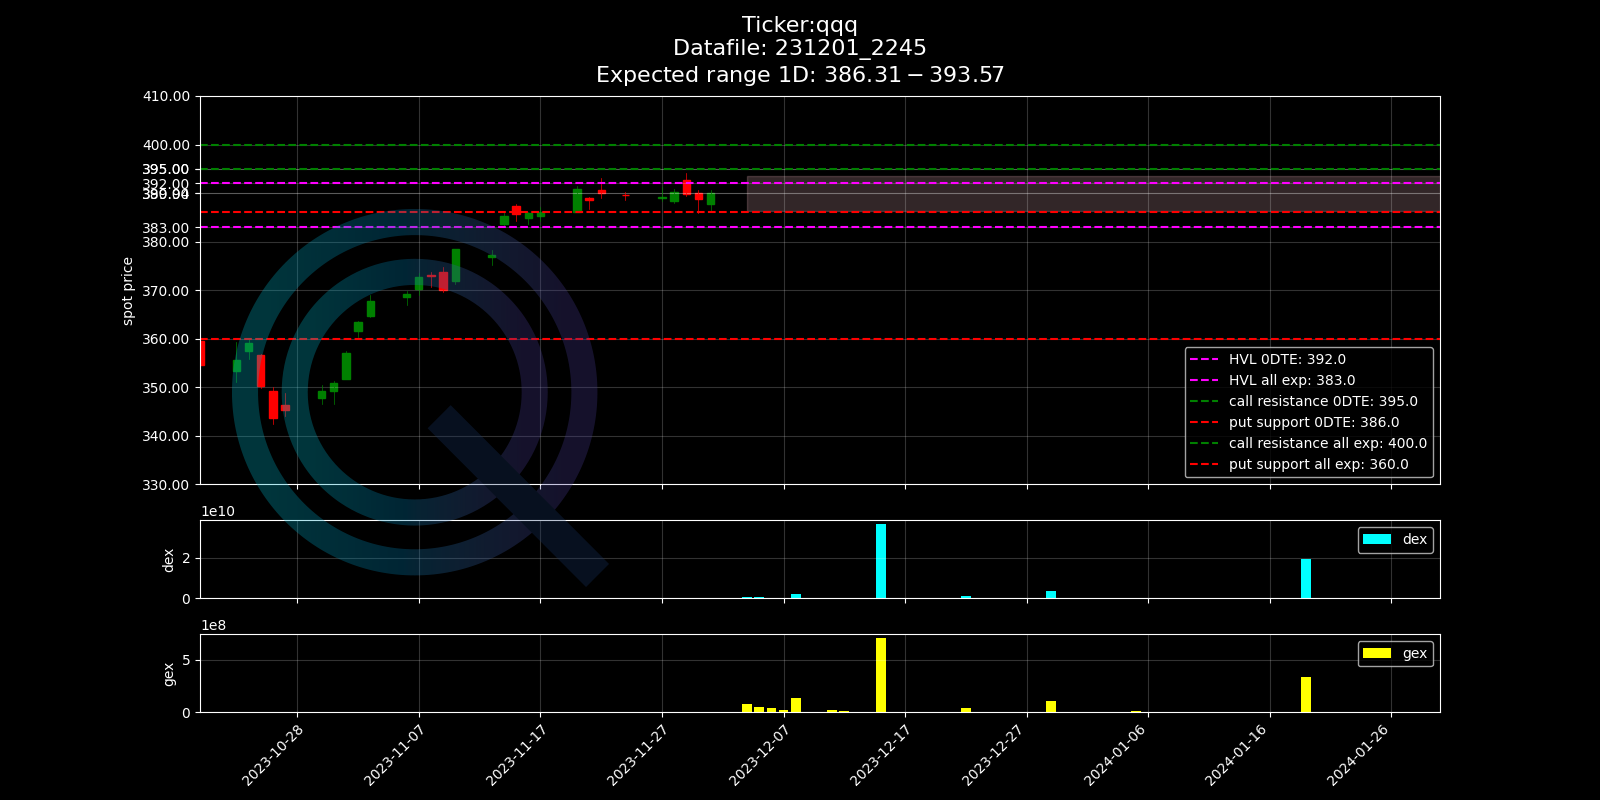 Ticker:qqq
Datafile: 231201_2245
Expected range 1D: 386.31 − 393.57
410.00
400.00
395.00
392.00
383.00
380.00
370.00
360.00
350.00
340.00
330.00
spot price
HVL 0DTE: 392.0
HVL all exp: 383.0
call resistance 0DTE: 395.0
put support 0DTE: 386.0
call resistance all exp: 400.0
put support all exp: 360.0
1e10
2
0
dex
dex
1e8
5
0
gex
gex
2023-10-28
2023-11-07
2023-11-17
2023-11-27
2023-12-07
2023-12-17
2023-12-27
2024-01-06
2024-01-16
2024-01-26